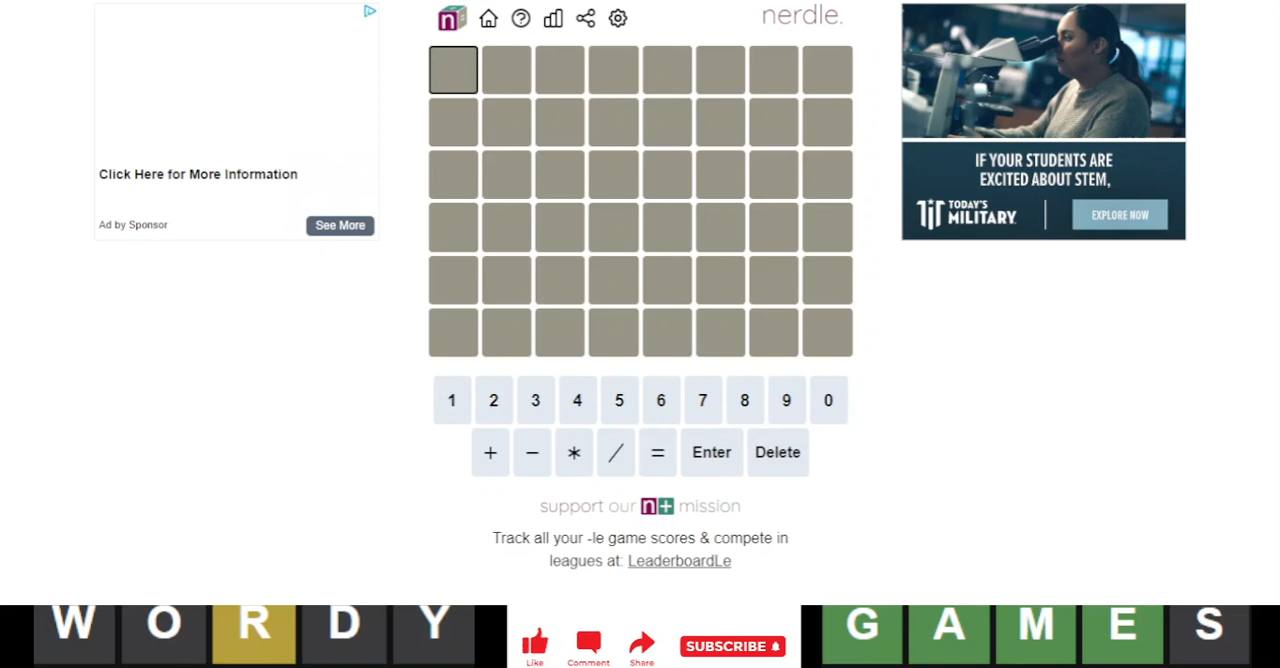 n
nerdle.
Click Here for More Information
Ad by Sponsor
See More
IF YOUR STUDENTS ARE
EXCITED ABOUT STEM,
TODAY'S
MILITARY
EXPLORE NOW
1 2 3 4 5 6 7 8 9 0
+ − * / = Enter Delete
support our n+ mission
Track all your -le game scores & compete in
leagues at: LeaderboardLe
WORDY
Like
Comment
Share
SUBSCRIBE
GAMES